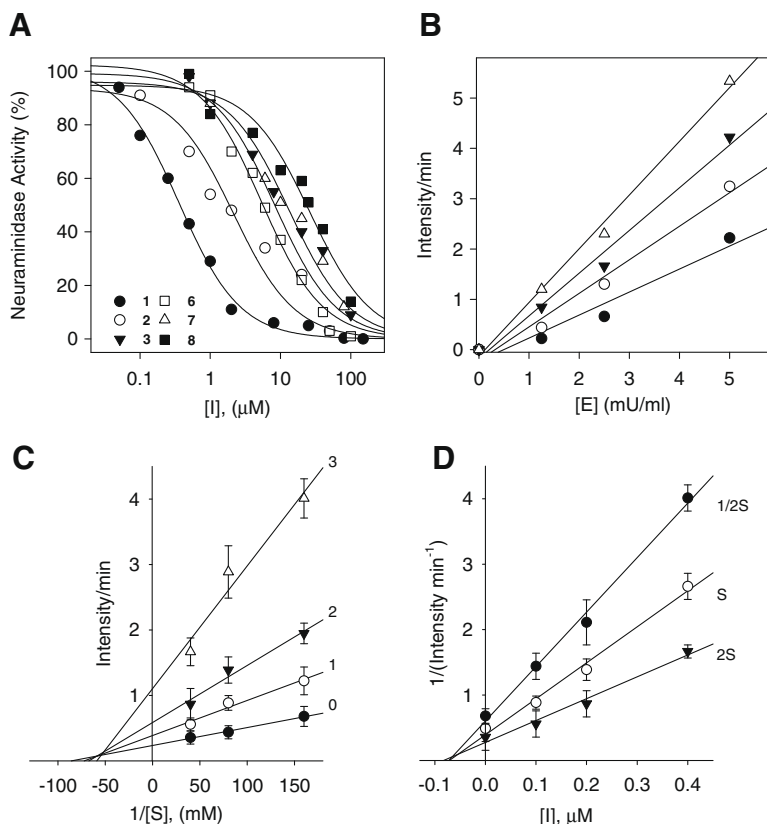 A
Neuraminidase Activity (%)
100
80
60
40
20
0
1 6
2 7
3 8
0.1 1 10 100
[I], (μM)
B
Intensity/min
5
4
3
2
1
0
0 1 2 3 4 5
[E] (mU/ml)
C
Intensity/min
4
3
2
1
3
2
1
0
-100 -50 0 50 100 150
1/[S], (mM)
D
1/(Intensity min⁻¹)
4
3
2
1
1/2S
S
2S
-0.1 0.0 0.1 0.2 0.3 0.4
[I], μM